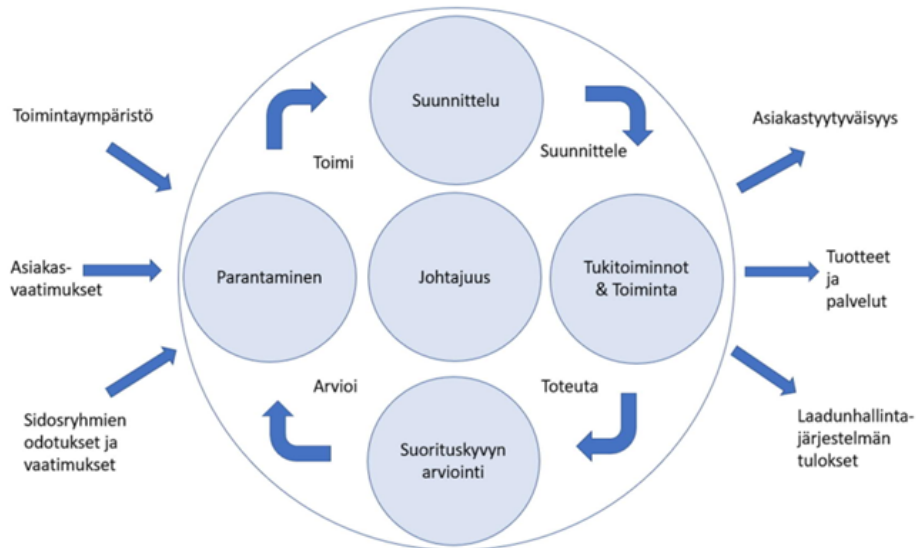 Suunnittelu
Toimintaympäristö
Asiakastyytyväisyys
Toimi
Suunnittele
Asiakas-
vaatimukset
Parantaminen
Johtajuus
Tukitoiminnot
& Toiminta
Tuotteet
ja
palvelut
Arvioi
Toteuta
Sidosryhmien
odotukset ja
vaatimukset
Suorituskyvyn
arviointi
Laadunhallinta-
järjestelmän
tulokset